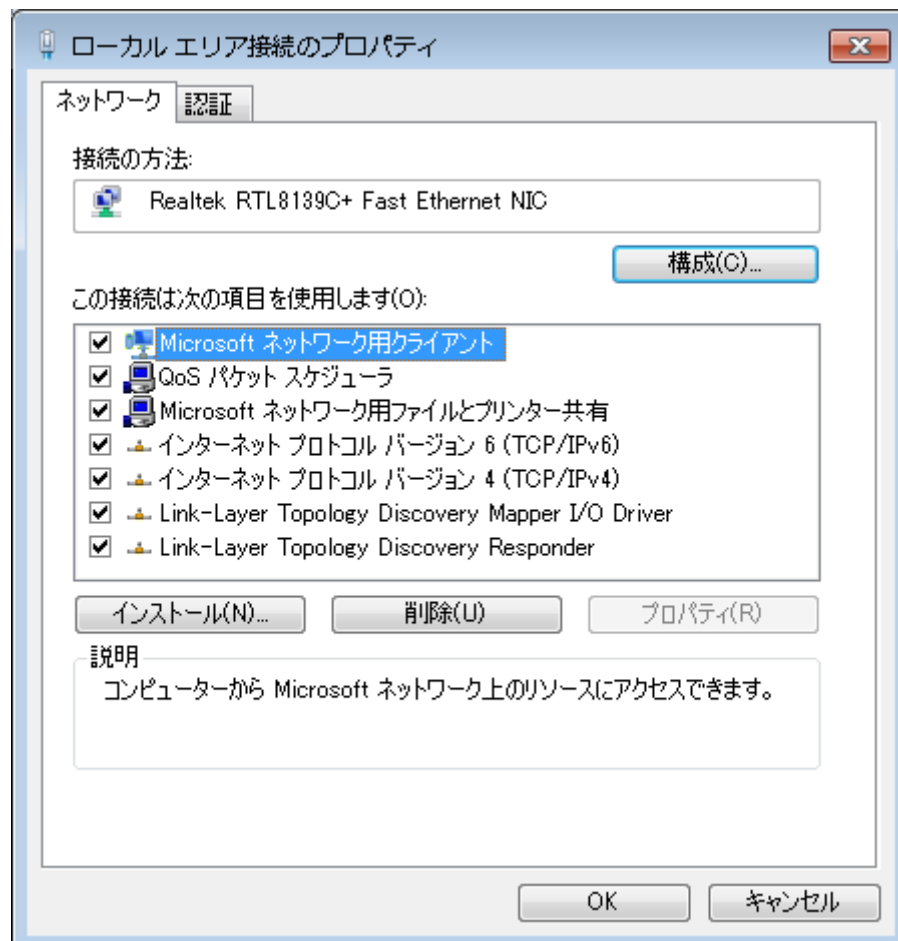 ローカル エリア接続のプロパティ
ネットワーク 認証
接続の方法:
Realtek RTL8139C+ Fast Ethernet NIC
構成(C)...
この接続は次の項目を使用します(O):
Microsoft ネットワーク用クライアント
QoS パケット スケジューラ
Microsoft ネットワーク用ファイルとプリンター共有
インターネット プロトコル バージョン 6 (TCP/IPv6)
インターネット プロトコル バージョン 4 (TCP/IPv4)
Link-Layer Topology Discovery Mapper I/O Driver
Link-Layer Topology Discovery Responder
インストール(N)... 削除(U) プロパティ(R)
説明
コンピューターから Microsoft ネットワーク上のリソースにアクセスできます。
OK キャンセル